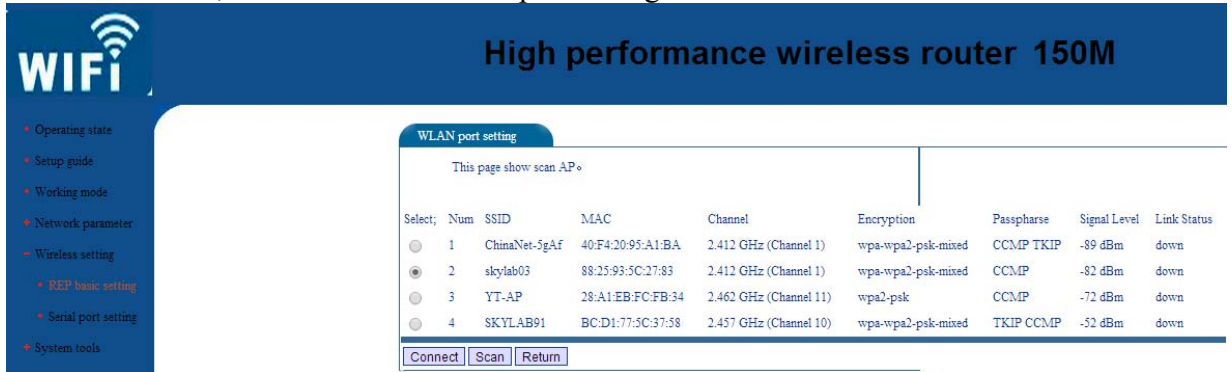 WIFi
High performance wireless router 150M
Operating state
Setup guide
Working mode
Network parameter
Wireless setting
REP basic setting
Serial port setting
System tools
WLAN port setting
This page show scan AP。
Select; Num SSID MAC Channel Encryption Passpharse Signal Level Link Status
1 ChinaNet-5gAf 40:F4:20:95:A1:BA 2.412 GHz (Channel 1) wpa-wpa2-psk-mixed CCMP TKIP -89 dBm down
2 skylab03 88:25:93:5C:27:83 2.412 GHz (Channel 1) wpa-wpa2-psk-mixed CCMP -82 dBm down
3 YT-AP 28:A1:EB:FC:FB:34 2.462 GHz (Channel 11) wpa2-psk CCMP -72 dBm down
4 SKYLAB91 BC:D1:77:5C:37:58 2.457 GHz (Channel 10) wpa-wpa2-psk-mixed TKIP CCMP -52 dBm down
Connect Scan Return